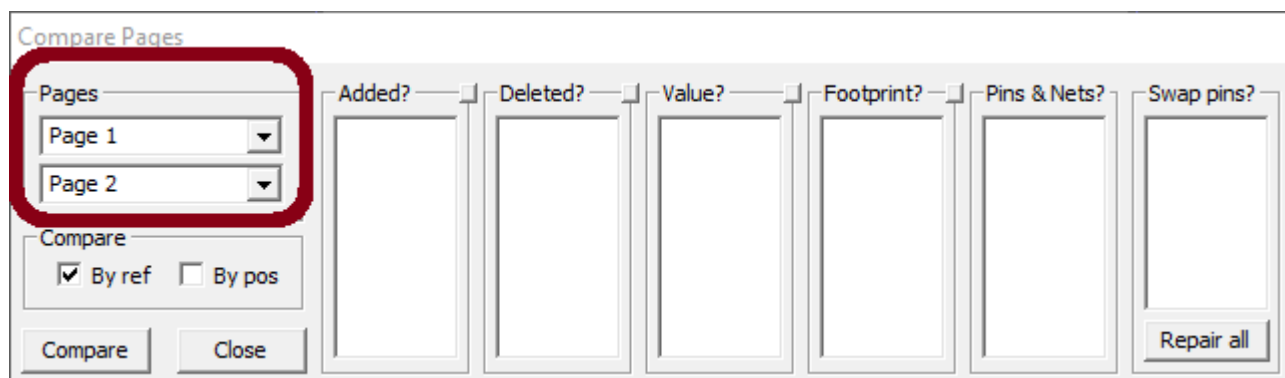 Compare Pages
Pages
Page 1
Page 2
Compare
By ref By pos
Compare Close
Added? Deleted? Value? Footprint? Pins & Nets? Swap pins?
Repair all